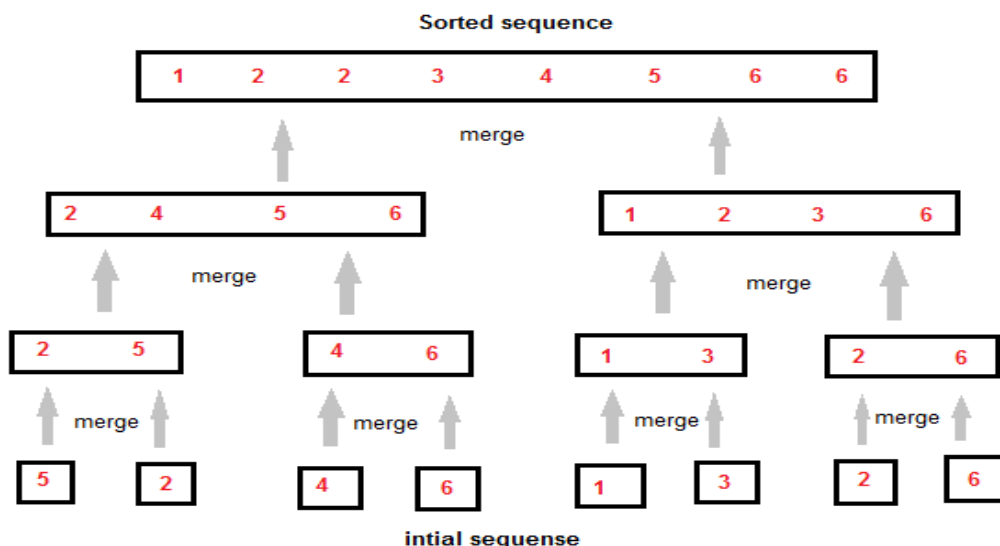 Sorted sequence
1 2 2 3 4 5 6 6
merge
2 4 5 6
1 2 3 6
merge
merge
2 5
4 6
1 3
2 6
merge
merge
merge
merge
5
2
4
6
1
3
2
6
intial sequense